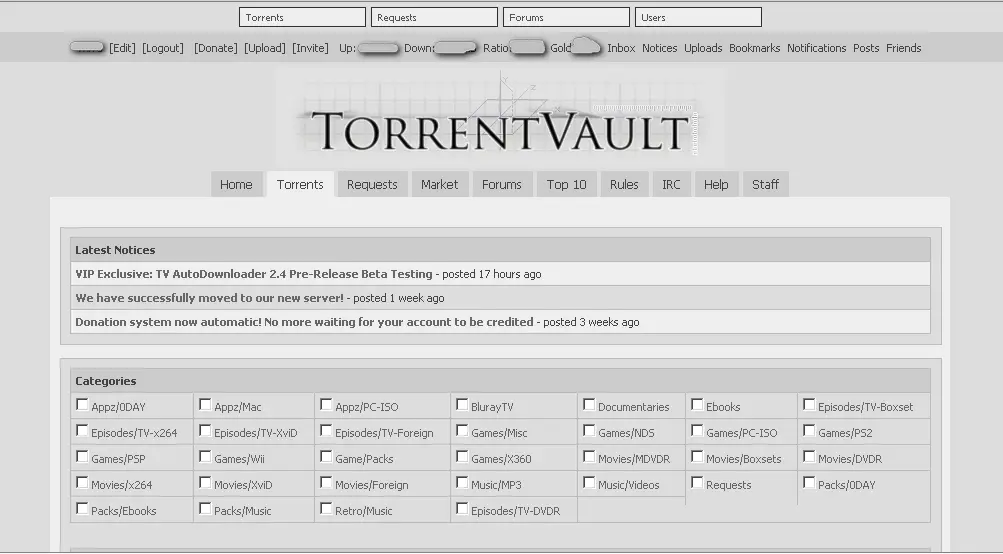 Torrents Requests Forums Users
[Edit] [Logout] [Donate] [Upload] [Invite] Up: Down: Ratio Gold Inbox Notices Uploads Bookmarks Notifications Posts Friends
TORRENTVAULT
Home Torrents Requests Market Forums Top 10 Rules IRC Help Staff
Latest Notices
VIP Exclusive: TV AutoDownloader 2.4 Pre-Release Beta Testing - posted 17 hours ago
We have successfully moved to our new server! - posted 1 week ago
Donation system now automatic! No more waiting for your account to be credited - posted 3 weeks ago
Categories
Appz/0DAY Appz/Mac Appz/PC-ISO BlurayTV Documentaries Ebooks Episodes/TV-Boxset
Episodes/TV-x264 Episodes/TV-XviD Episodes/TV-Foreign Games/Misc Games/NDS Games/PC-ISO Games/PS2
Games/PSP Games/Wii Game/Packs Games/X360 Movies/MDVDR Movies/Boxsets Movies/DVDR
Movies/x264 Movies/XviD Movies/Foreign Music/MP3 Music/Videos Requests Packs/0DAY
Packs/Ebooks Packs/Music Retro/Music Episodes/TV-DVDR